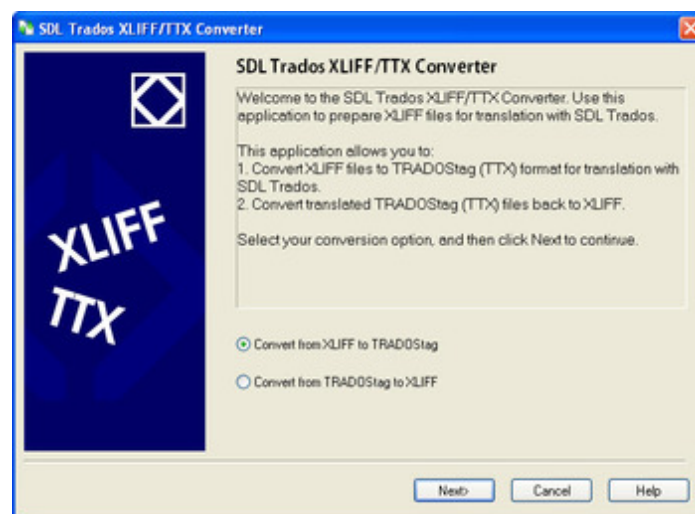 SDL Trados XLIFF/TTX Converter
SDL Trados XLIFF/TTX Converter
Welcome to the SDL Trados XLIFF/TTX Converter. Use this
application to prepare XLIFF files for translation with SDL Trados.
This application allows you to:
1. Convert XLIFF files to TRADOStag (TTX) format for translation with
SDL Trados.
2. Convert translated TRADOStag (TTX) files back to XLIFF.
Select your conversion option, and then click Next to continue.
XLIFF
TTX
Convert from XLIFF to TRADOStag
Convert from TRADOStag to XLIFF
Next>
Cancel
Help